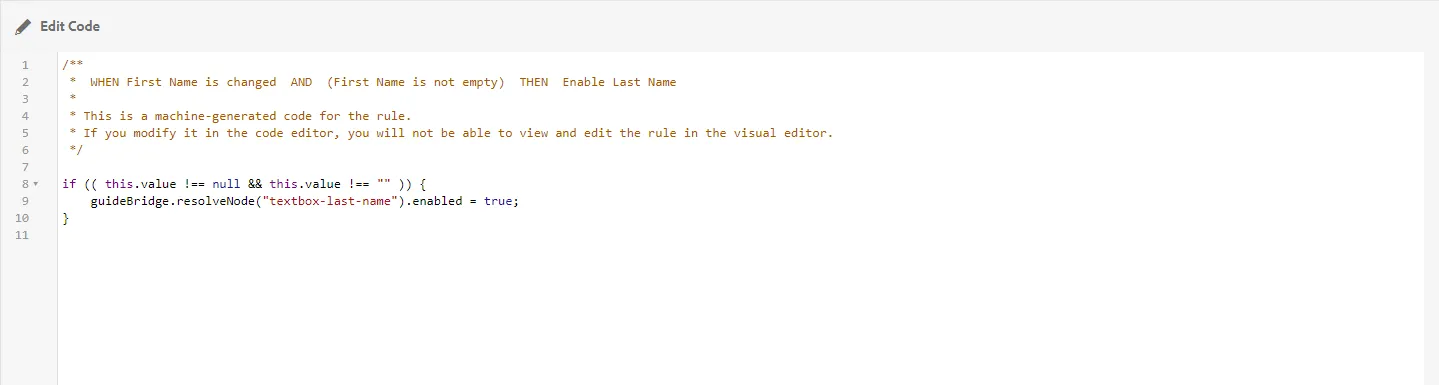 Edit Code
1 /**
2  *  WHEN First Name is changed  AND  (First Name is not empty)  THEN  Enable Last Name
3  *
4  * This is a machine-generated code for the rule.
5  * If you modify it in the code editor, you will not be able to view and edit the rule in the visual editor.
6  */
7
8 if (( this.value !== null && this.value !== "" )) {
9     guideBridge.resolveNode("textbox-last-name").enabled = true;
10 }
11